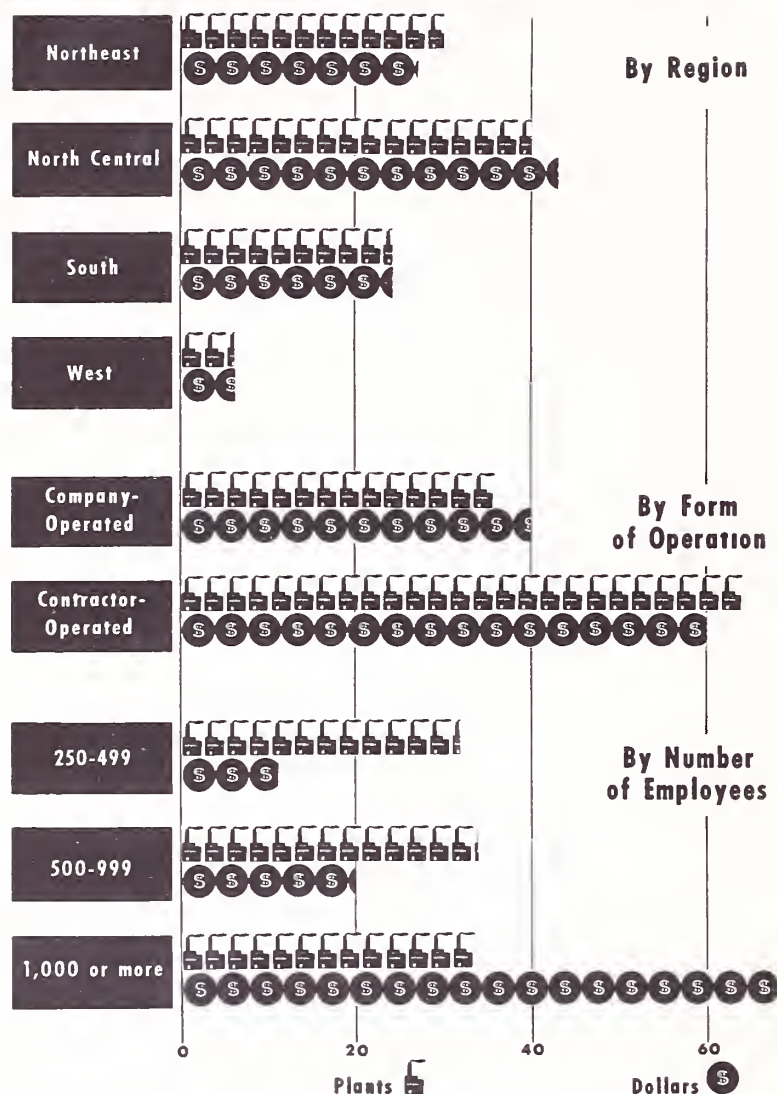 Northeast
By Region
North Central
South
West
Company-
Operated
By Form
of Operation
Contractor-
Operated
250-499
By Number
of Employees
500-999
1,000 or more
0 20 40 60
Plants Dollars $